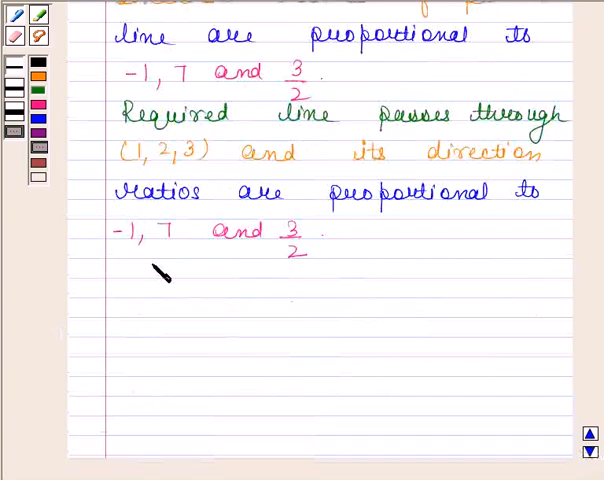 line are proportional to
-1, 7 and 3/2.
Required line passes through
(1, 2, 3) and its direction
ratios are proportional to
-1, 7 and 3/2.